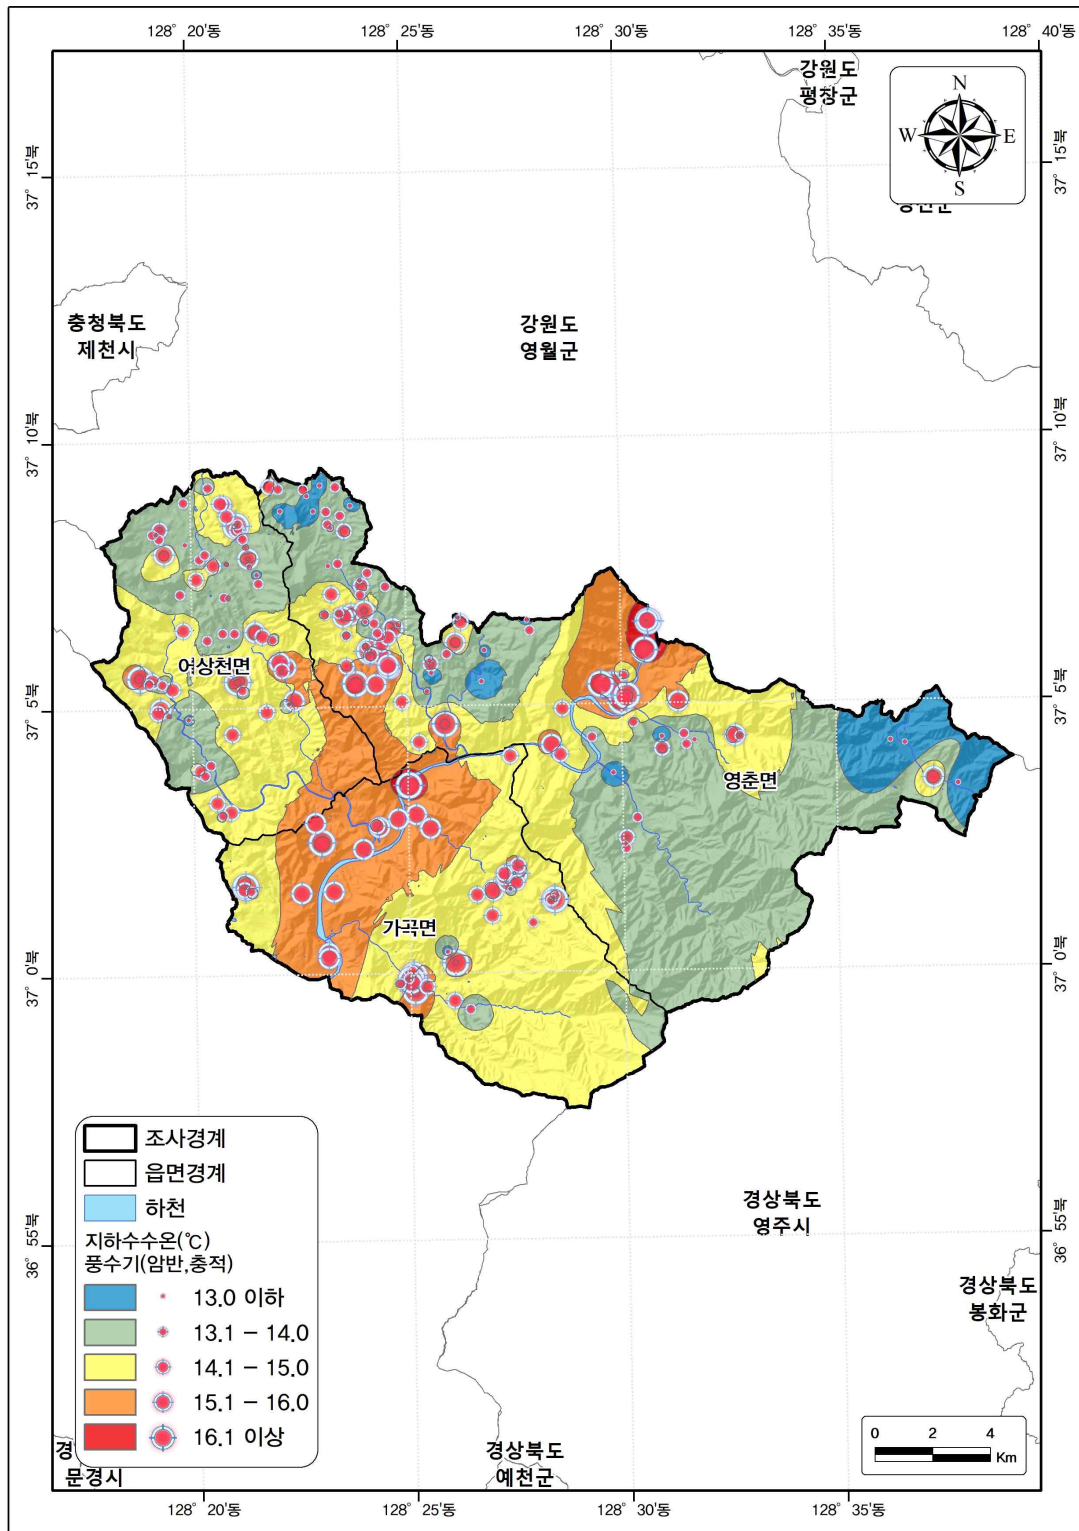 128° 20'동
128° 25'동
128° 30'동
128° 35'동
128° 40'동
강원도
평창군
N
W
E
S
37° 15'북
37° 15'북
충청북도
제천시
강원도
영월군
37° 10'북
37° 10'북
어상천면
37° 5'북
37° 5'북
영춘면
가곡면
37° 0'북
37° 0'북
조사경계
읍면경계
하천
지하수수온(℃)
풍수기(암반,충적)
13.0 이하
13.1 - 14.0
14.1 - 15.0
15.1 - 16.0
16.1 이상
경상북도
영주시
36° 55'북
36° 55'북
경상북도
봉화군
0 2 4
Km
경
문경시
경상북도
예천군
128° 20'동
128° 25'동
128° 30'동
128° 35'동